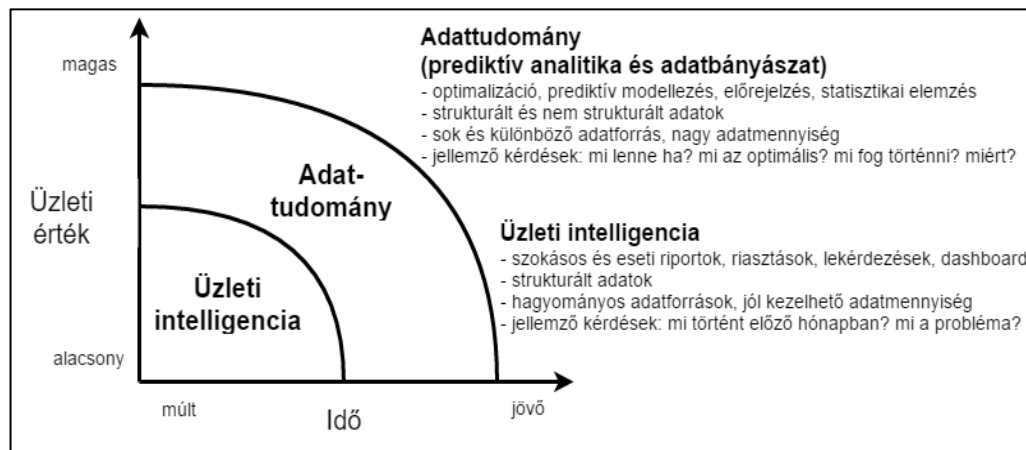 Adattudomány
(prediktív analitika és adatbányászat)
- optimalizáció, prediktív modellezés, előrejelzés, statisztikai elemzés
- strukturált és nem strukturált adatok
- sok és különböző adatforrás, nagy adatmennyiség
- jellemző kérdések: mi lenne ha? mi az optimális? mi fog történni? miért?
magas
Adat-
tudomány
Üzleti
érték
Üzleti intelligencia
- szokásos és eseti riportok, riasztások, lekérdezések, dashboard
- strukturált adatok
- hagyományos adatforrások, jól kezelhető adatmennyiség
- jellemző kérdések: mi történt előző hónapban? mi a probléma?
Üzleti
intelligencia
alacsony
múlt
Idő
jövő